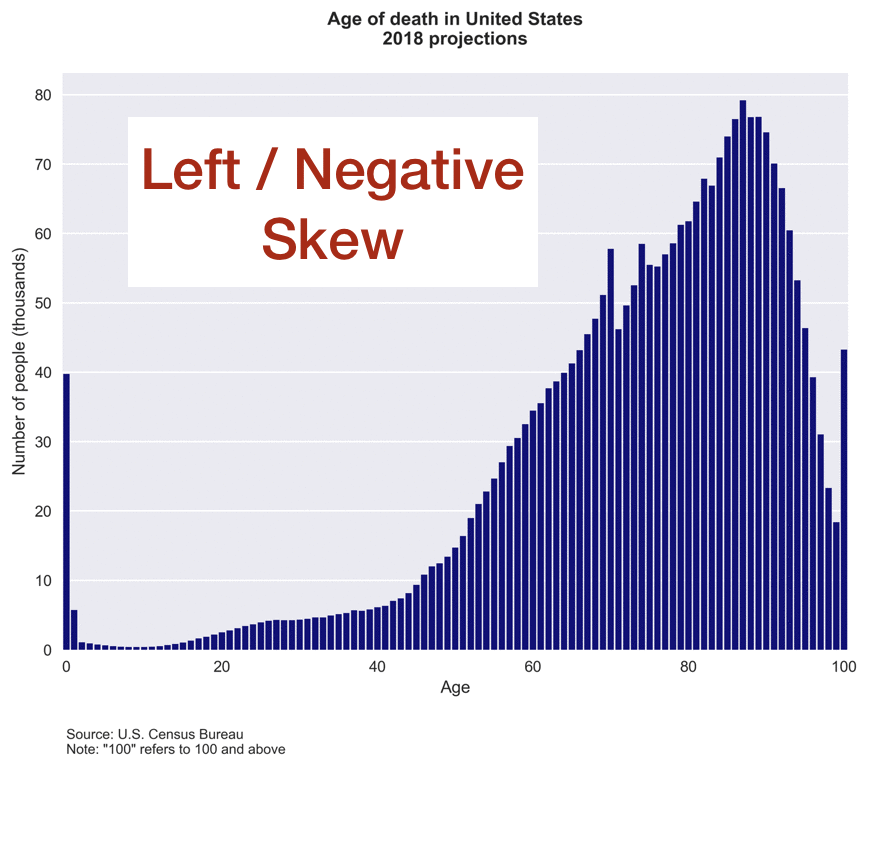 Age of death in United States
2018 projections
Left / Negative
Skew
Number of people (thousands)
80
70
60
50
40
30
20
10
0
0 20 40 60 80 100
Age
Source: U.S. Census Bureau
Note: "100" refers to 100 and above